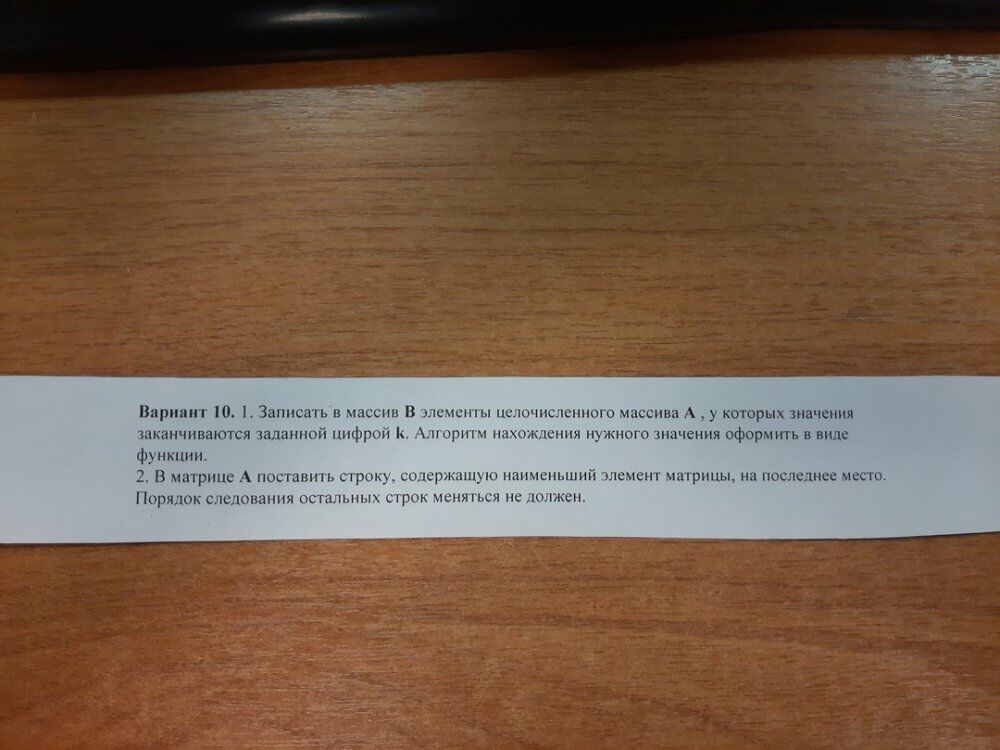 Вариант 10. 1. Записать в массив B элементы целочисленного массива A , у которых значения
заканчиваются заданной цифрой k. Алгоритм нахождения нужного значения оформить в виде
функции.
2. В матрице A поставить строку, содержащую наименьший элемент матрицы, на последнее место.
Порядок следования остальных строк меняться не должен.